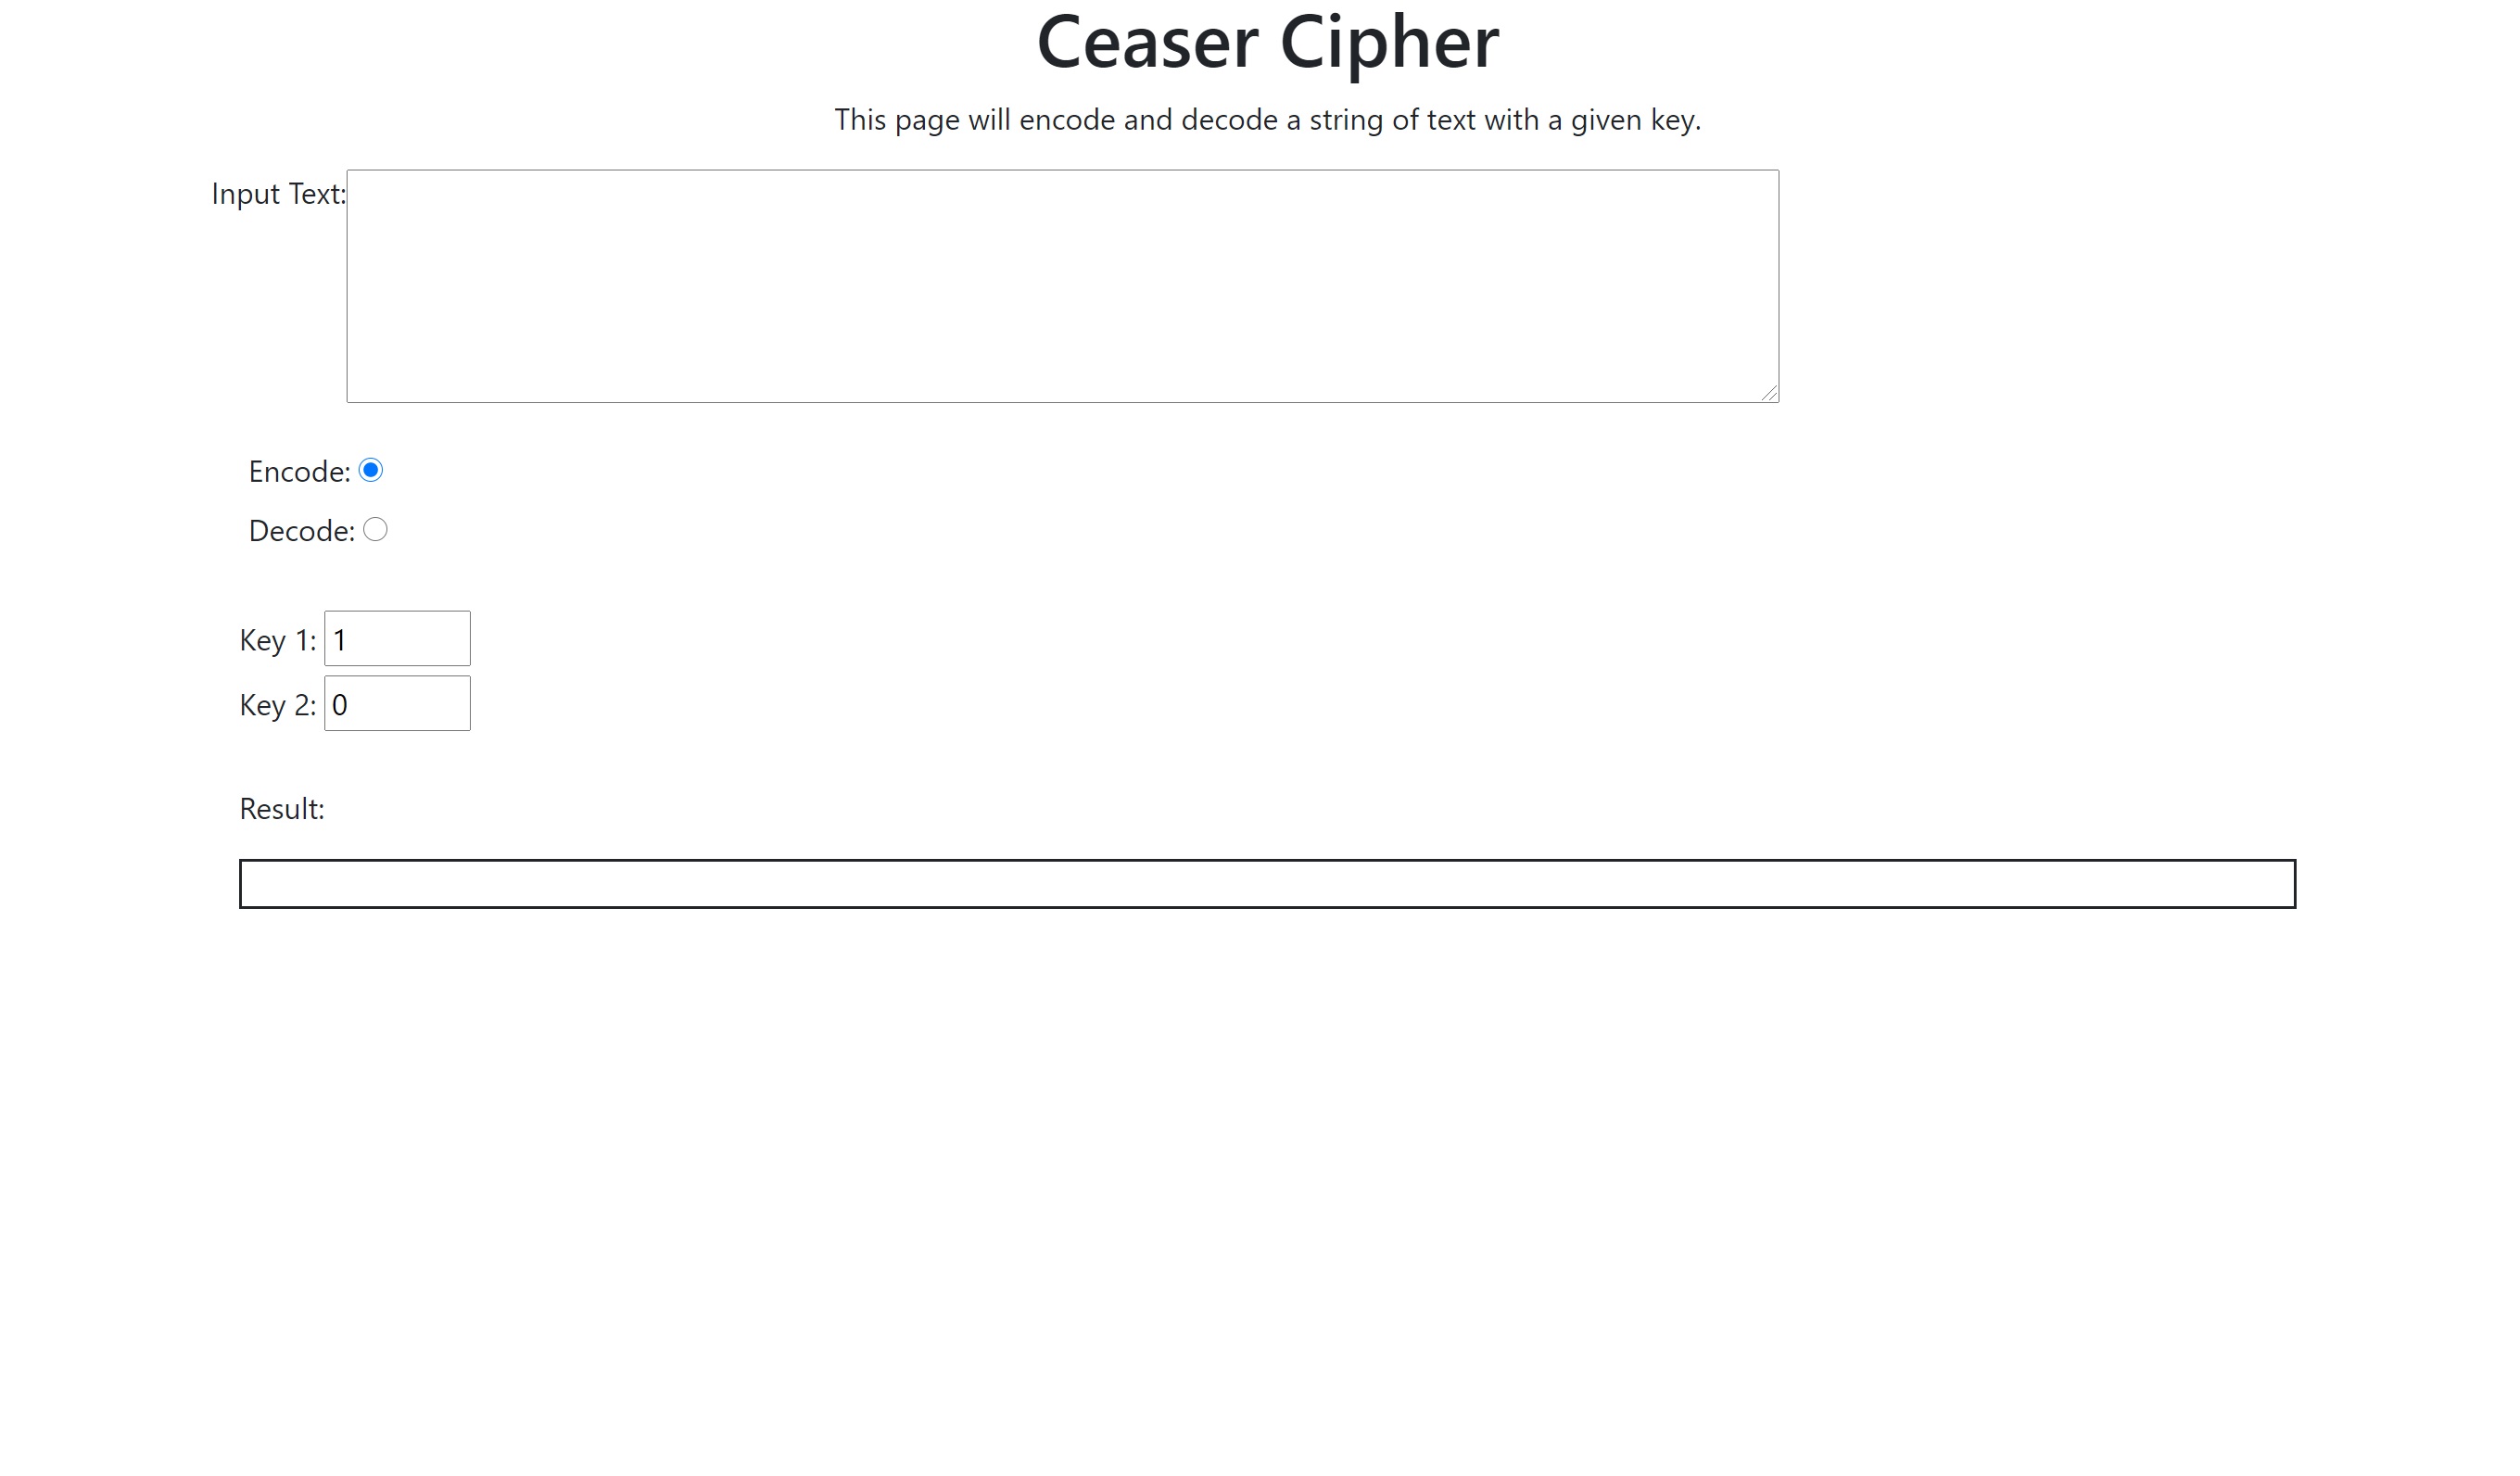 Ceaser Cipher
This page will encode and decode a string of text with a given key.
Input Text:
Encode:
Decode:
Key 1: 1
Key 2: 0
Result: